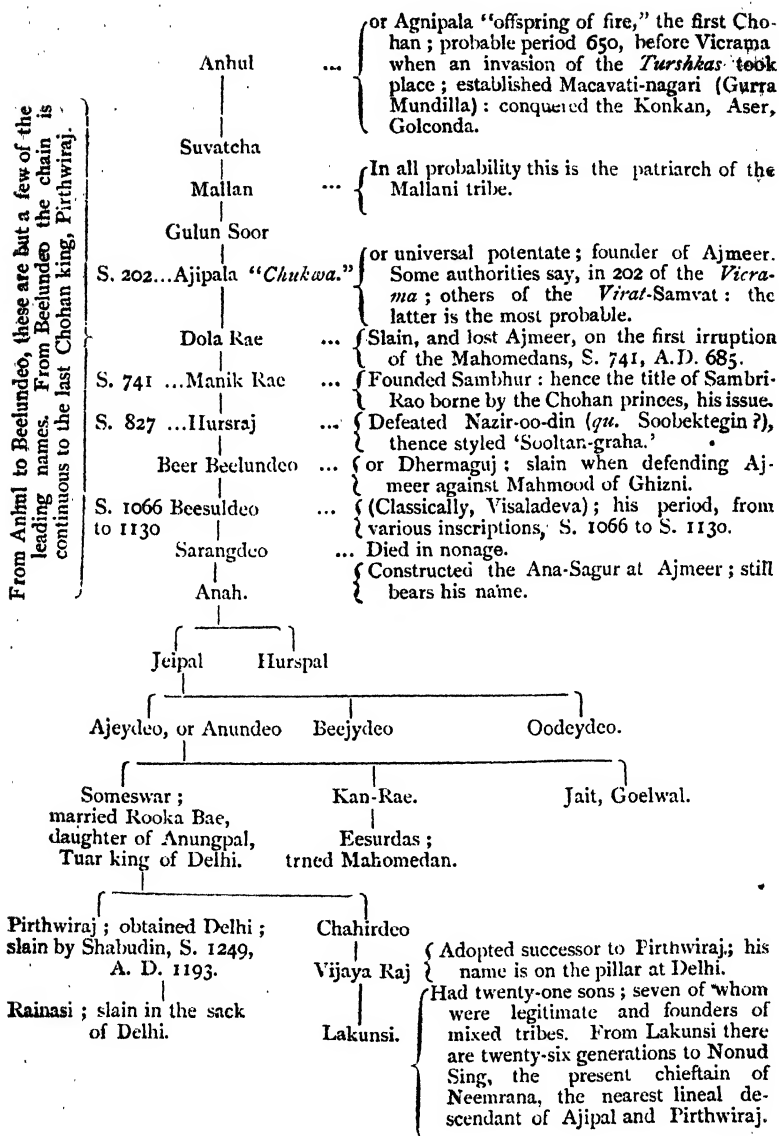 From Anhul to Beelundeo, these are but a few of the
leading names. From Beelundeo the chain is
continuous to the last Chohan king, Pirthwiraj.
Anhul ... or Agnipala "offspring of fire," the first Cho-
han ; probable period 650, before Vicrama
when an invasion of the Turshkas took
place ; established Macavati-nagari (Gurra
Mundilla) : conquered the Konkan, Aser,
Golconda.
Suvatcha
Mallan ... In all probability this is the patriarch of the
Mallani tribe.
Gulun Soor
S. 202...Ajipala "Chukwa." or universal potentate ; founder of Ajmeer.
Some authorities say, in 202 of the Vicra-
ma ; others of the Virat-Samvat : the
latter is the most probable.
Dola Rae ... Slain, and lost Ajmeer, on the first irruption
of the Mahomedans, S. 741, A.D. 685.
S. 741 ...Manik Rae ... Founded Sambhur : hence the title of Sambri-
Rao borne by the Chohan princes, his issue.
S. 827 ...Hursraj ... Defeated Nazir-oo-din (qu. Soobektegin ?),
thence styled 'Sooltan-graha.'
Beer Beelundeo ... or Dhermaguj ; slain when defending Aj-
meer against Mahmood of Ghizni.
S. 1066 Beesuldeo ... (Classically, Visaladeva) ; his period, from
to 1130 various inscriptions, S. 1066 to S. 1130.
Sarangdeo ... Died in nonage.
Anah. Constructed the Ana-Sagur at Ajmeer ; still
bears his name.
Jeipal Hurspal
Ajeydeo, or Anundeo Beejydeo Oodeydeo.
Someswar ; Kan-Rae. Jait, Goelwal.
married Rooka Bae,
daughter of Anungpal, Eesurdas ;
Tuar king of Delhi. trned Mahomedan.
Pirthwiraj ; obtained Delhi ; Chahirdeo
slain by Shabudin, S. 1249,
A. D. 1193. Vijaya Raj Adopted successor to Pirthwiraj.; his
name is on the pillar at Delhi.
Rainasi ; slain in the sack
of Delhi. Lakunsi. Had twenty-one sons ; seven of whom
were legitimate and founders of
mixed tribes. From Lakunsi there
are twenty-six generations to Nonud
Sing, the present chieftain of
Neemrana, the nearest lineal de-
scendant of Ajipal and Pirthwiraj.